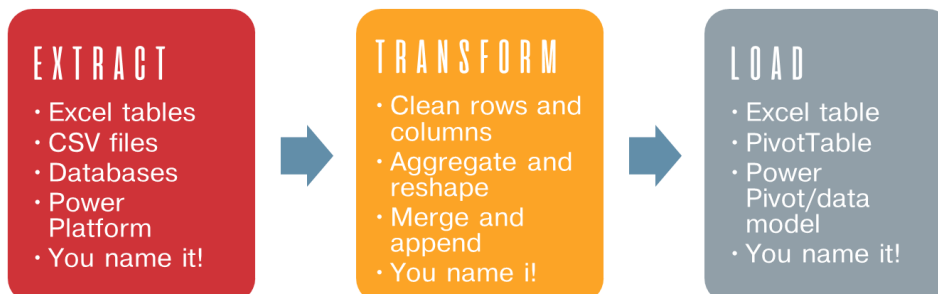 EXTRACT
· Excel tables
· CSV files
· Databases
· Power
Platform
· You name it!
TRANSFORM
· Clean rows and
columns
· Aggregate and
reshape
· Merge and
append
· You name i!
LOAD
· Excel table
· PivotTable
· Power
Pivot/data
model
· You name it!